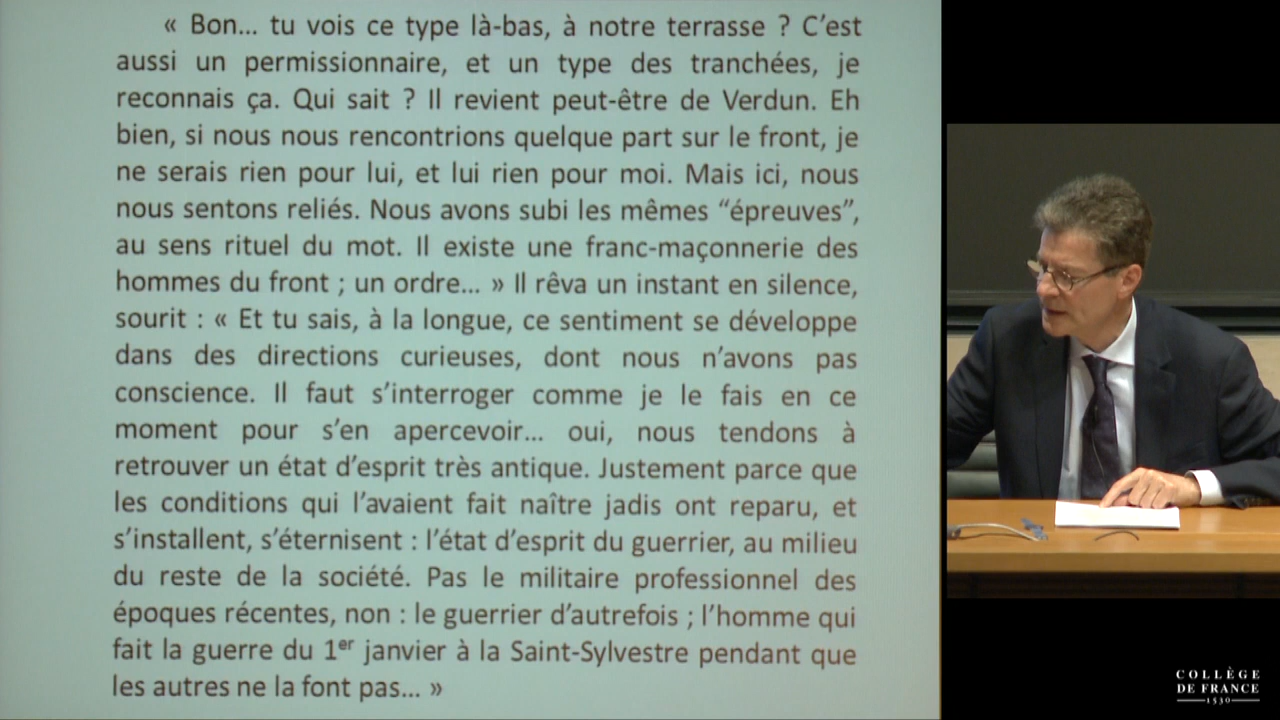 « Bon... tu vois ce type là-bas, à notre terrasse ? C’est
aussi un permissionnaire, et un type des tranchées, je
reconnais ça. Qui sait ? Il revient peut-être de Verdun. Eh
bien, si nous nous rencontrions quelque part sur le front, je
ne serais rien pour lui, et lui rien pour moi. Mais ici, nous
nous sentons reliés. Nous avons subi les mêmes “épreuves”,
au sens rituel du mot. Il existe une franc-maçonnerie des
hommes du front ; un ordre... » Il rêva un instant en silence,
sourit : « Et tu sais, à la longue, ce sentiment se développe
dans des directions curieuses, dont nous n’avons pas
conscience. Il faut s’interroger comme je le fais en ce
moment pour s’en apercevoir... oui, nous tendons à
retrouver un état d’esprit très antique. Justement parce que
les conditions qui l’avaient fait naître jadis ont reparu, et
s’installent, s’éternisent : l’état d’esprit du guerrier, au milieu
du reste de la société. Pas le militaire professionnel des
époques récentes, non : le guerrier d’autrefois ; l’homme qui
fait la guerre du 1er janvier à la Saint-Sylvestre pendant que
les autres ne la font pas... »
COLLÈGE
DE FRANCE
1530